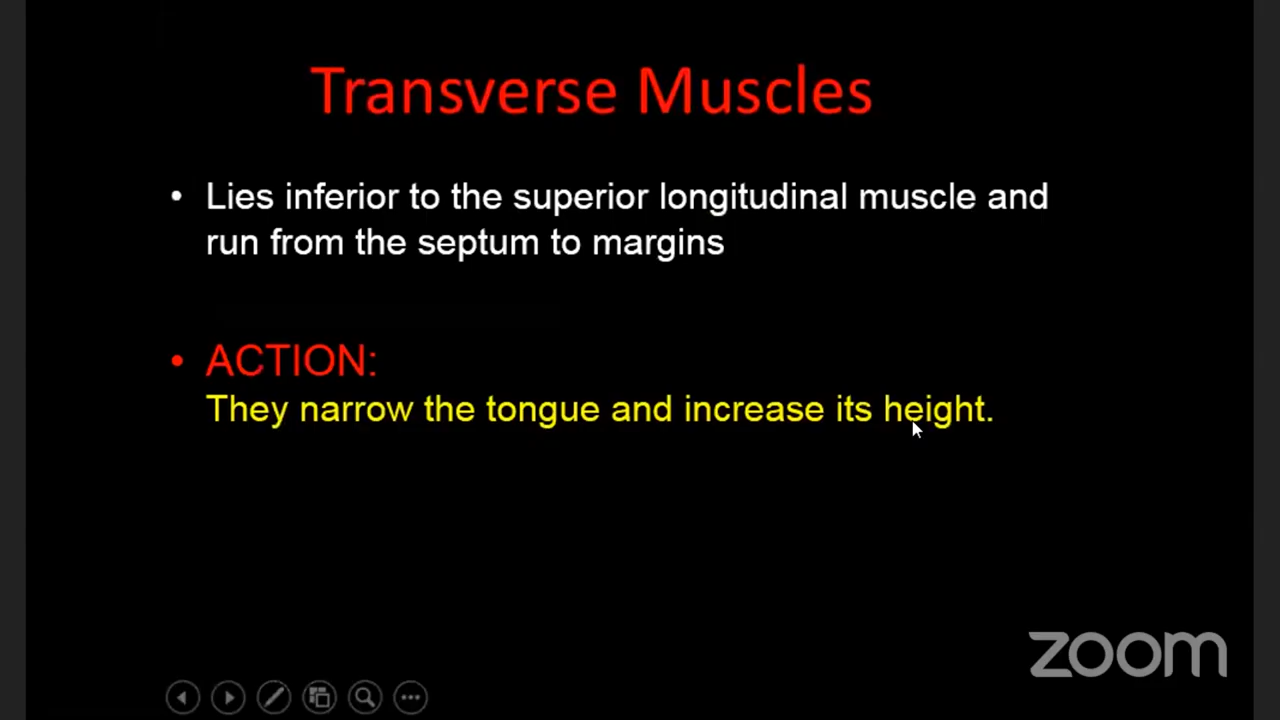 Transverse Muscles
• Lies inferior to the superior longitudinal muscle and
run from the septum to margins
• ACTION:
They narrow the tongue and increase its height.
zoom